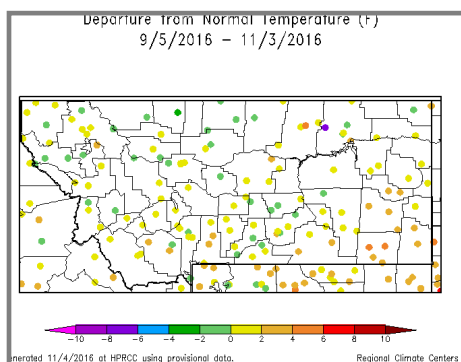 Departure from Normal Temperature (F)
9/5/2016 – 11/3/2016
-10 -8 -6 -4 -2 0 2 4 6 8 10
enerated 11/4/2016 at HPRCC using provisional data. Regional Climate Centers